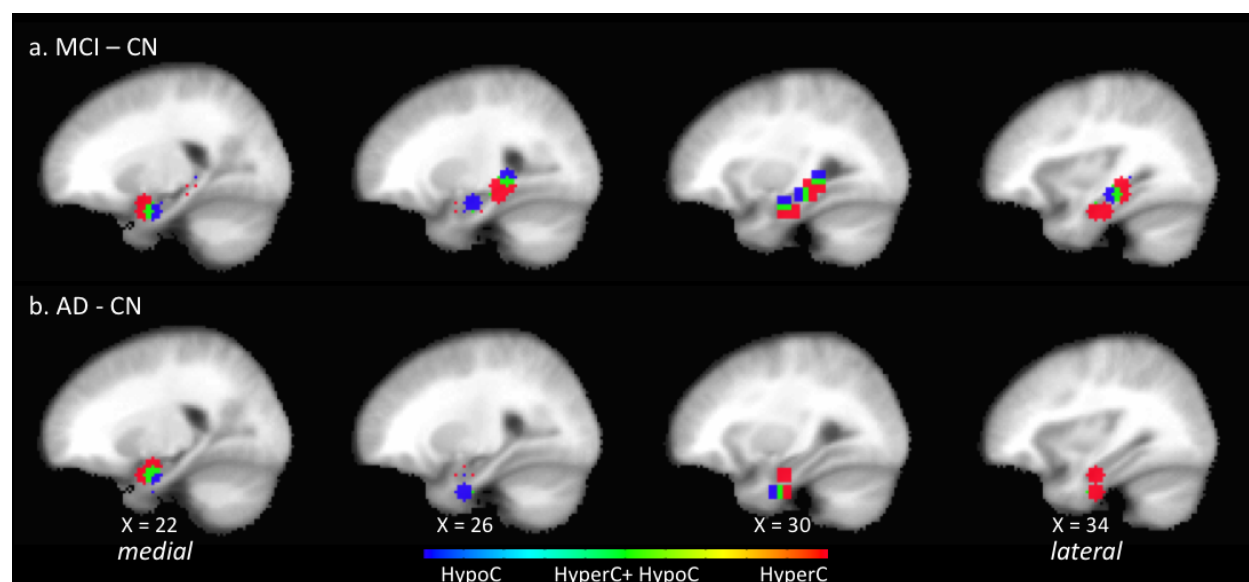 a. MCI – CN
b. AD - CN
X = 22
X = 26
X = 30
X = 34
medial
lateral
HypoC
HyperC+ HypoC
HyperC